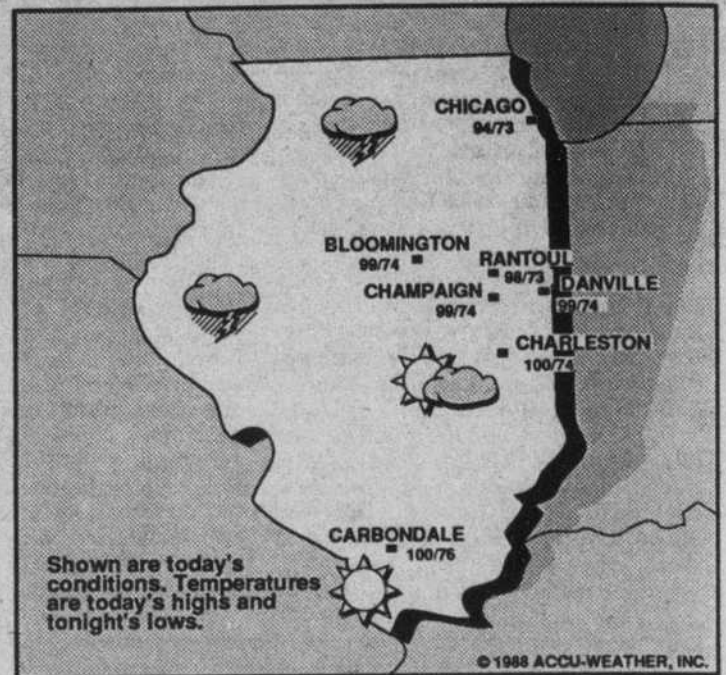 CHICAGO
94/73
BLOOMINGTON
99/74
RANTOUL
98/73
CHAMPAIGN
99/74
DANVILLE
99/74
CHARLESTON
100/74
CARBONDALE
100/76
Shown are today's
conditions. Temperatures
are today's highs and
tonight's lows.
© 1988 ACCU-WEATHER, INC.